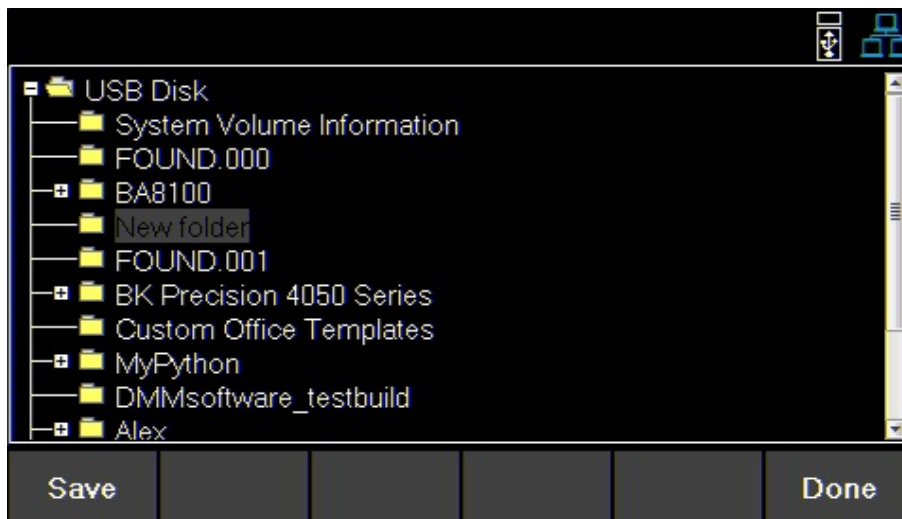 USB Disk
System Volume Information
FOUND.000
BA8100
New folder
FOUND.001
BK Precision 4050 Series
Custom Office Templates
MyPython
DMMsoftware_testbuild
Alex
Save Done